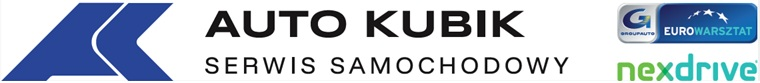 AUTO KUBIK
SERWIS SAMOCHODOWY
G
GROUPAUTO
EUROWARSZTAT
nexdrive